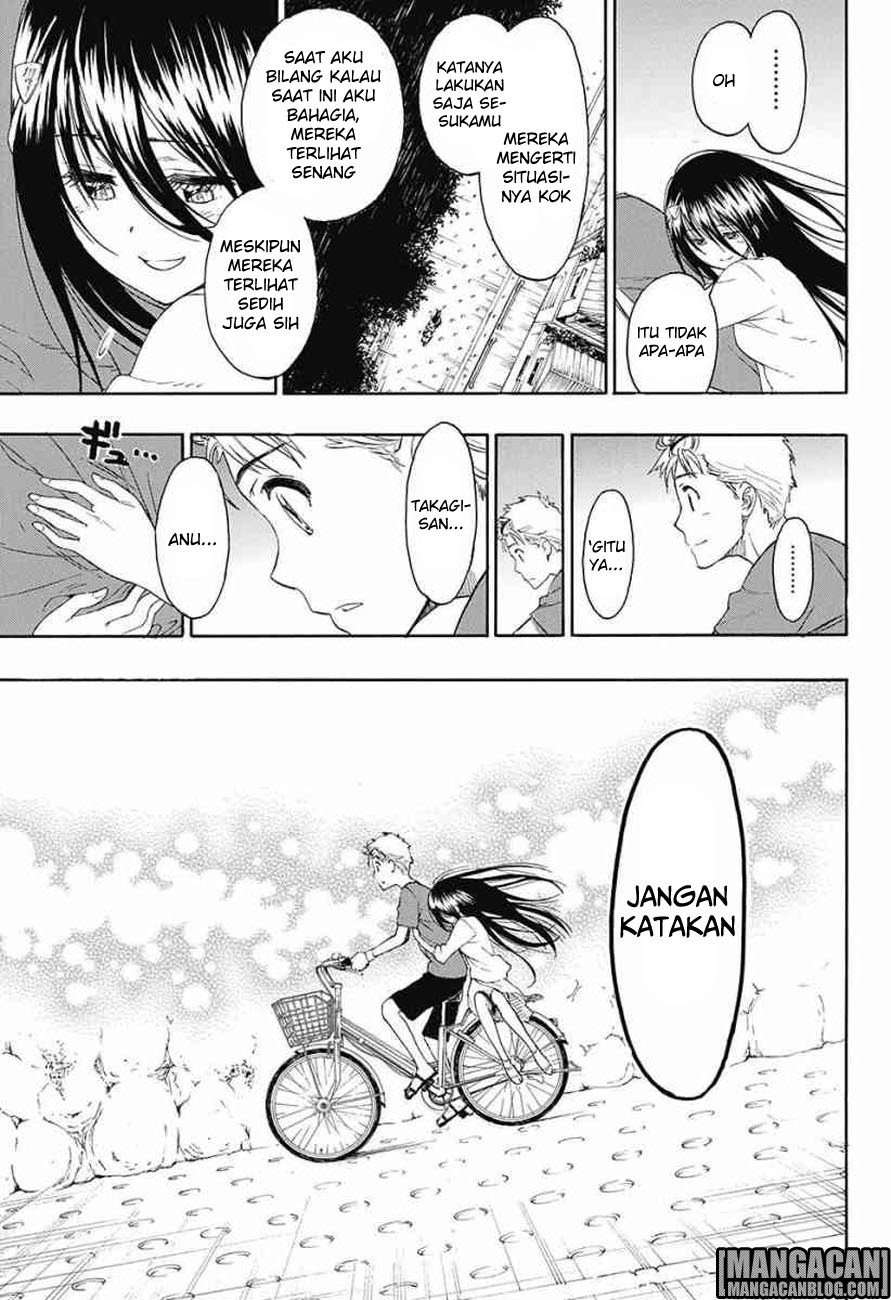 ………
OH
ITU TIDAK
APA-APA
KATANYA
LAKUKAN
SAJA SE-
SUKAMU
MEREKA
MENGERTI
SITUASI-
NYA KOK
SAAT AKU
BILANG KALAU
SAAT INI AKU
BAHAGIA,
MEREKA
TERLIHAT
SENANG
MESKIPUN
MEREKA
TERLIHAT
SEDIH
JUGA SIH
………
'GITU
YA...
TAKAGI-
SAN...
ANU...
ギュ…
JANGAN
KATAKAN
[MANGACAN]
MANGACANBLOG.COM